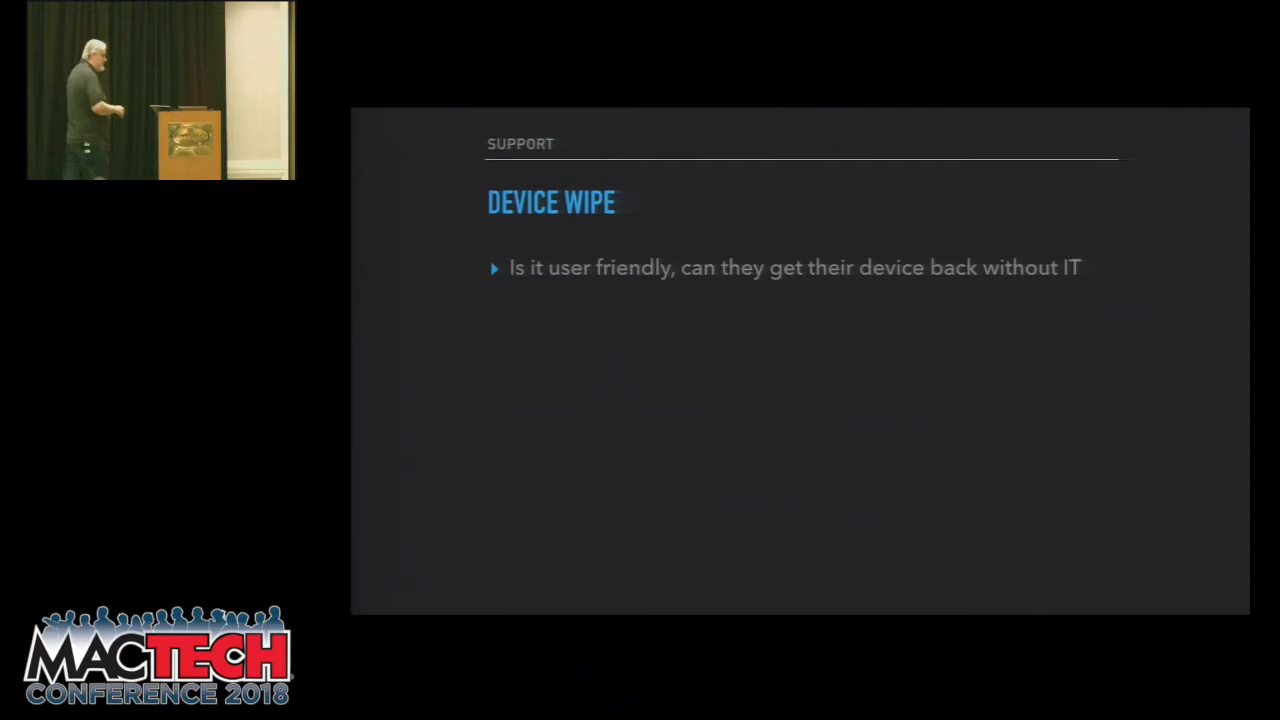 SUPPORT
DEVICE WIPE
Is it user friendly, can they get their device back without IT
MACTECH
CONFERENCE 2018